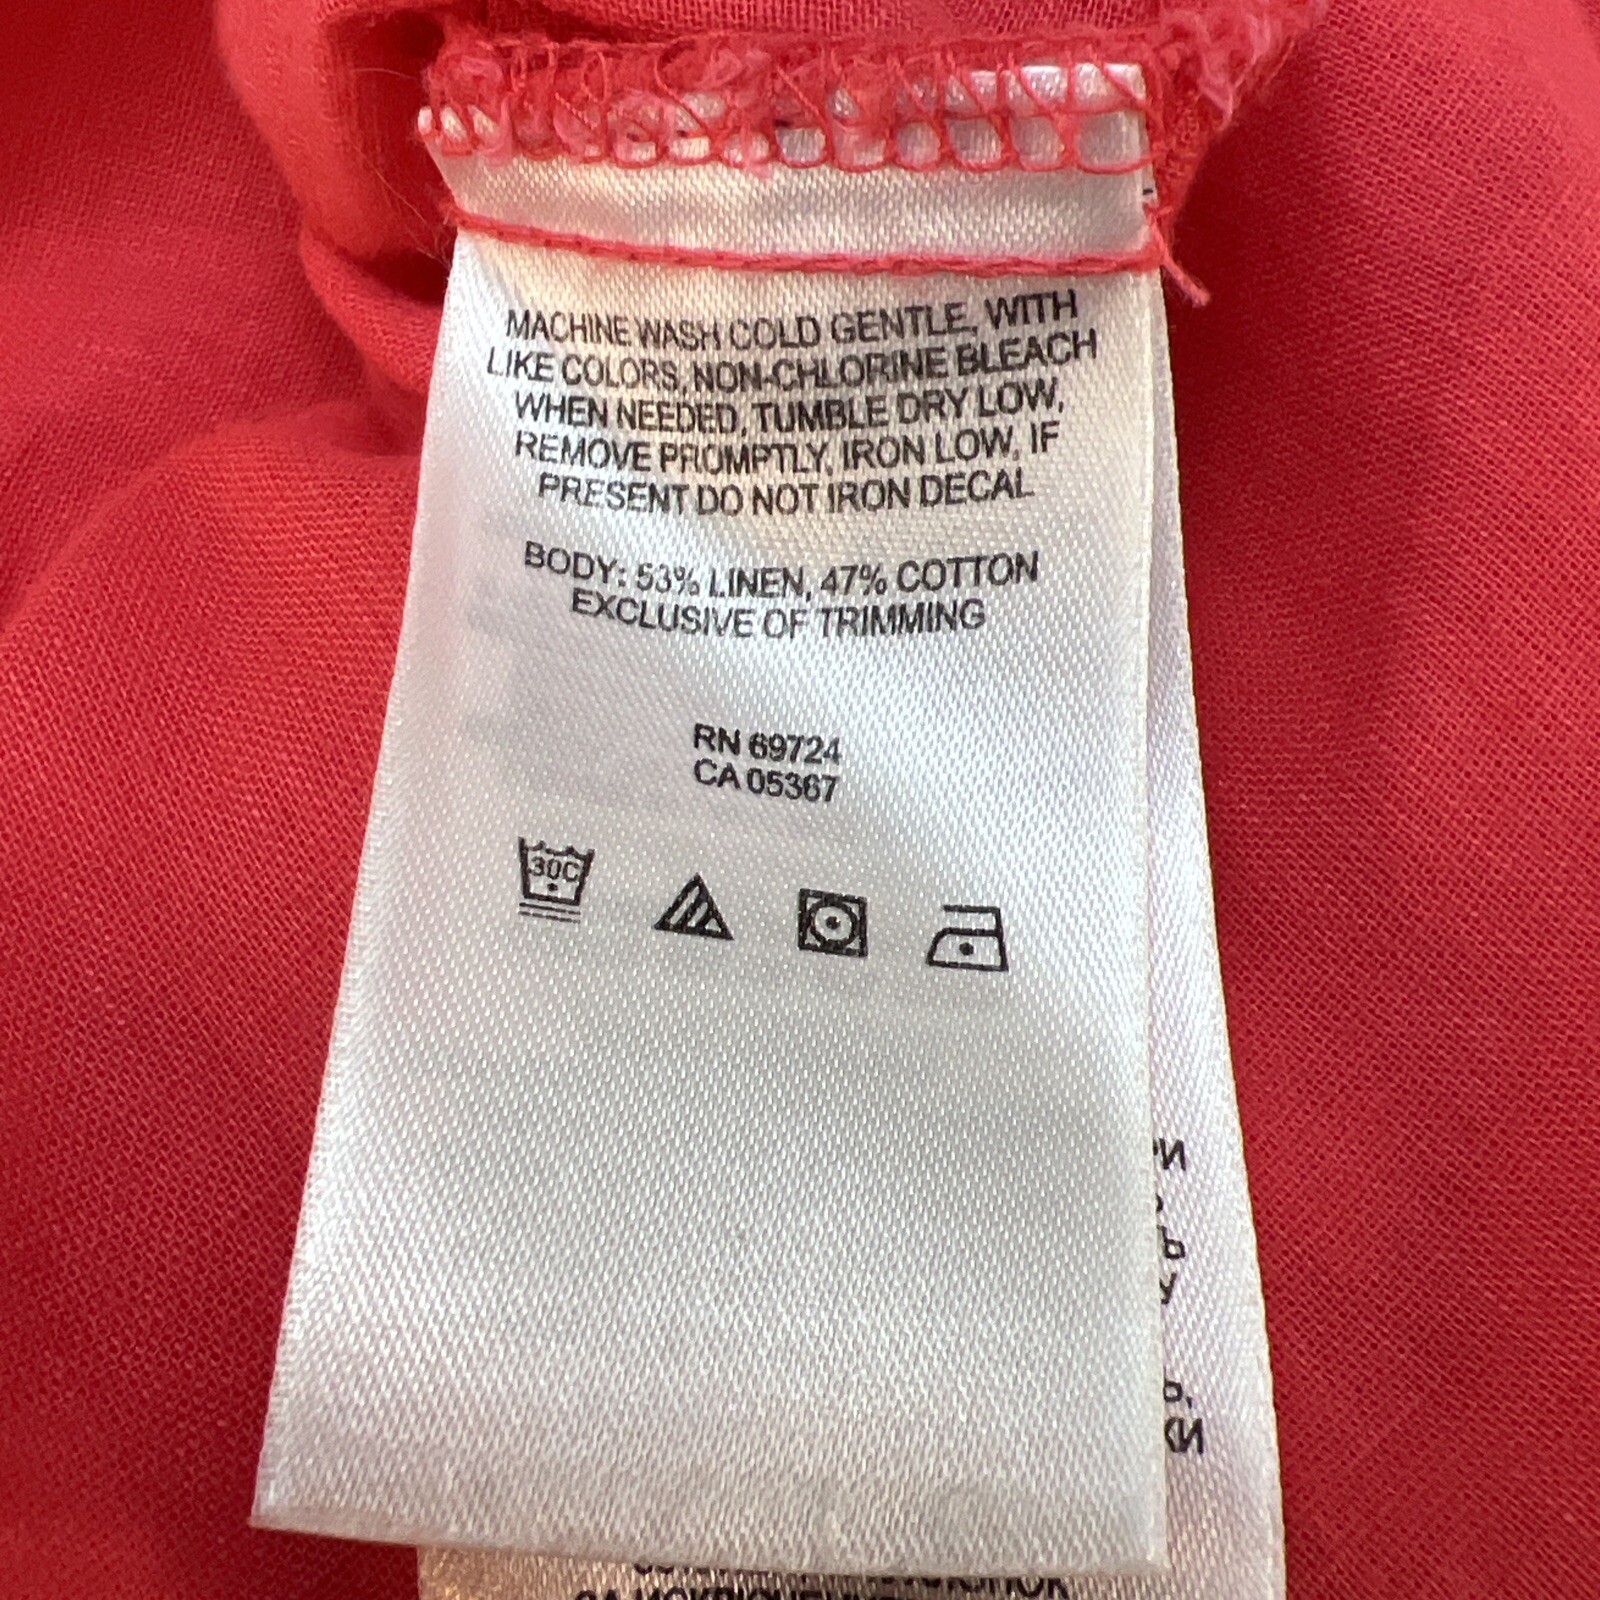 MACHINE WASH COLD GENTLE, WITH
LIKE COLORS, NON-CHLORINE BLEACH
WHEN NEEDED, TUMBLE DRY LOW,
REMOVE PROMPTLY, IRON LOW, IF
PRESENT DO NOT IRON DECAL
BODY: 53% LINEN, 47% COTTON
EXCLUSIVE OF TRIMMING
RN 69724
CA 05367
30C